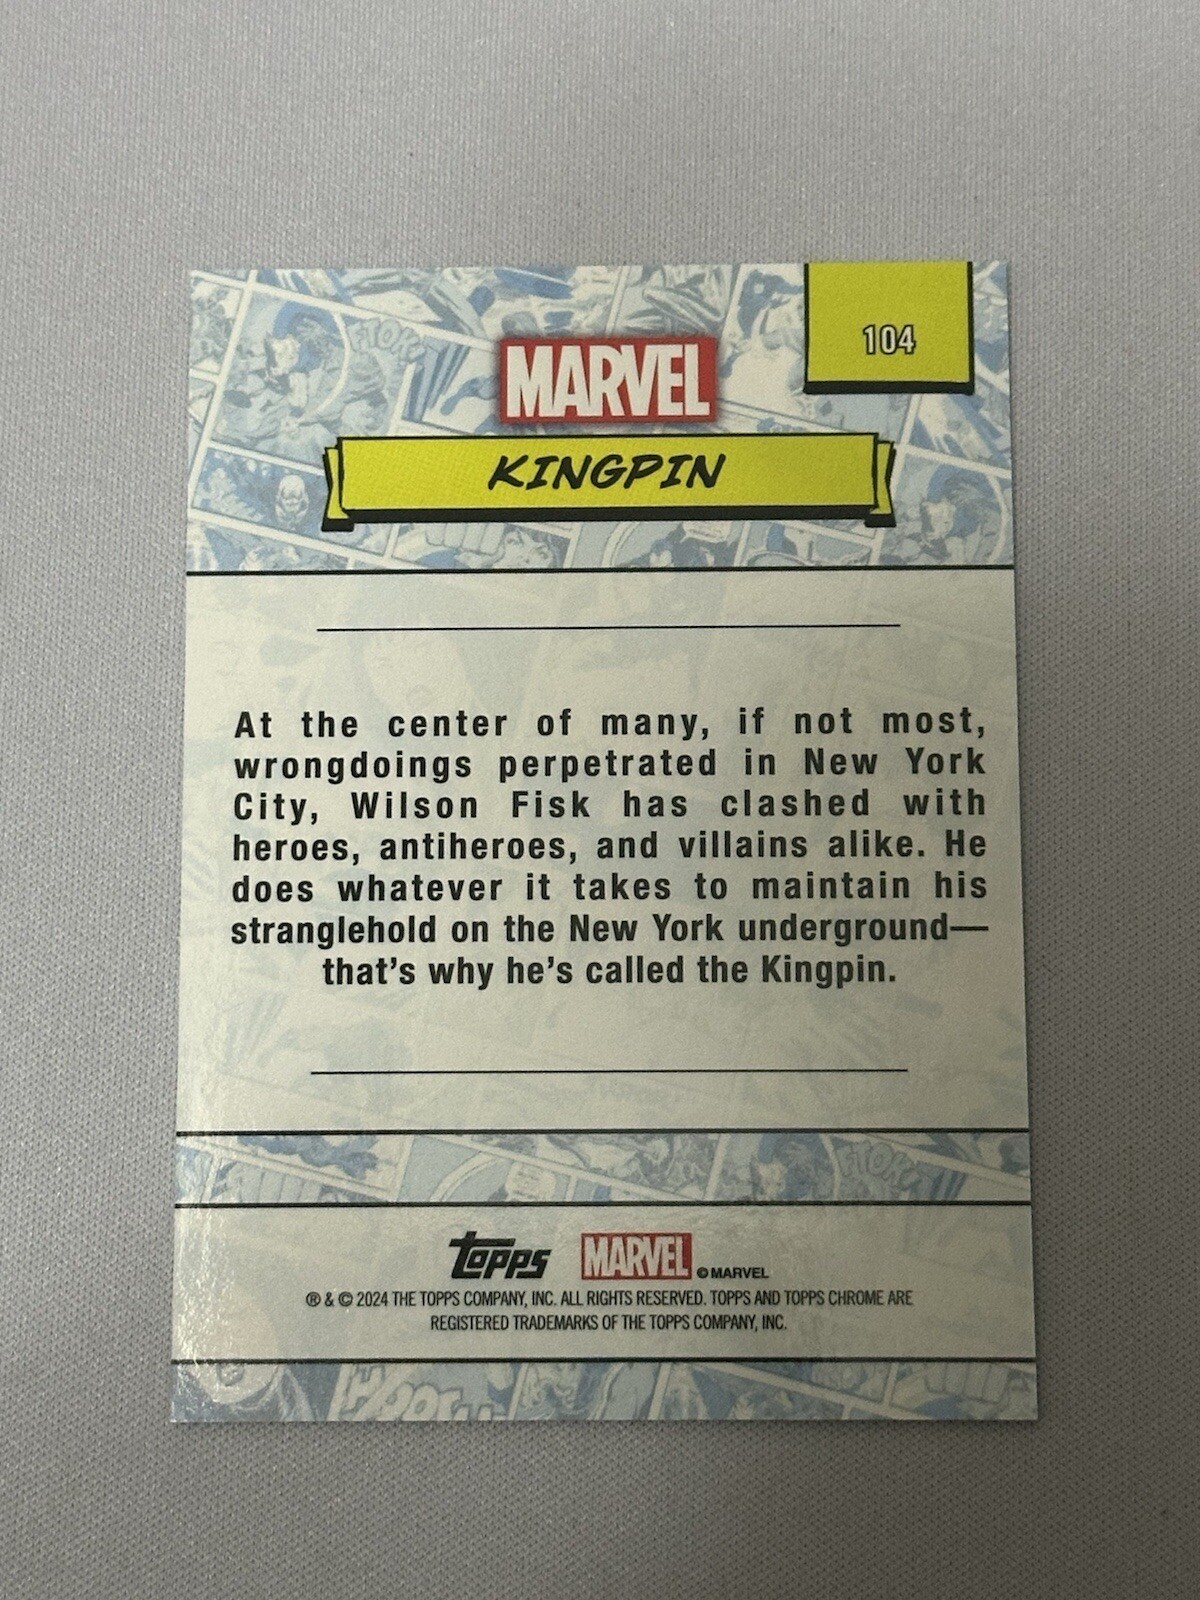 104
MARVEL
KINGPIN
At the center of many, if not most,
wrongdoings perpetrated in New York
City, Wilson Fisk has clashed with
heroes, antiheroes, and villains alike. He
does whatever it takes to maintain his
stranglehold on the New York underground—
that's why he's called the Kingpin.
topps MARVEL © MARVEL
® & © 2024 THE TOPPS COMPANY, INC. ALL RIGHTS RESERVED. TOPPS AND TOPPS CHROME ARE
REGISTERED TRADEMARKS OF THE TOPPS COMPANY, INC.